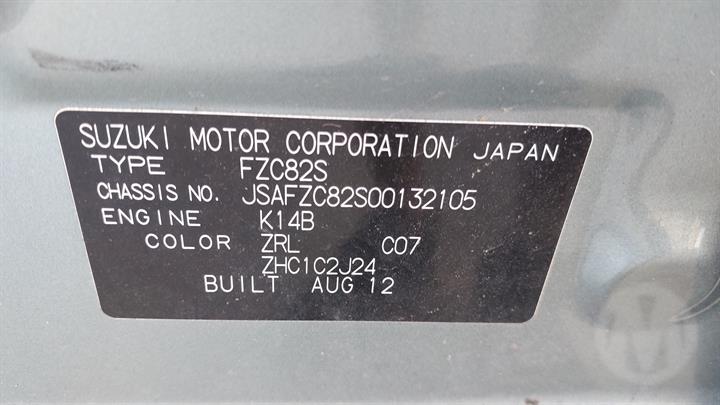 SUZUKI MOTOR CORPORATION JAPAN
TYPE FZC82S
CHASSIS NO. JSAFZC82S00132105
ENGINE K14B
COLOR ZRL C07
ZHC1C2J24
BUILT AUG 12